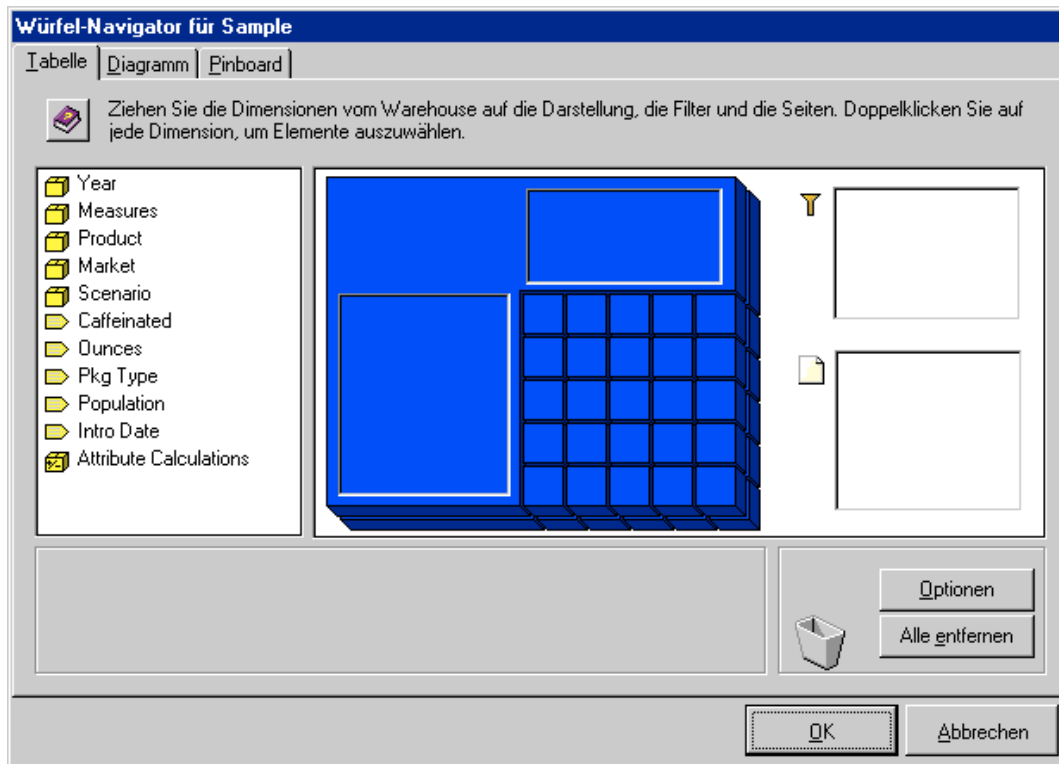 Würfel-Navigator für Sample
Tabelle
Diagramm
Pinboard
Ziehen Sie die Dimensionen vom Warehouse auf die Darstellung, die Filter und die Seiten. Doppelklicken Sie auf
jede Dimension, um Elemente auszuwählen.
Year
Measures
Product
Market
Scenario
Caffeinated
Ounces
Pkg Type
Population
Intro Date
Attribute Calculations
Optionen
Alle entfernen
OK
Abbrechen